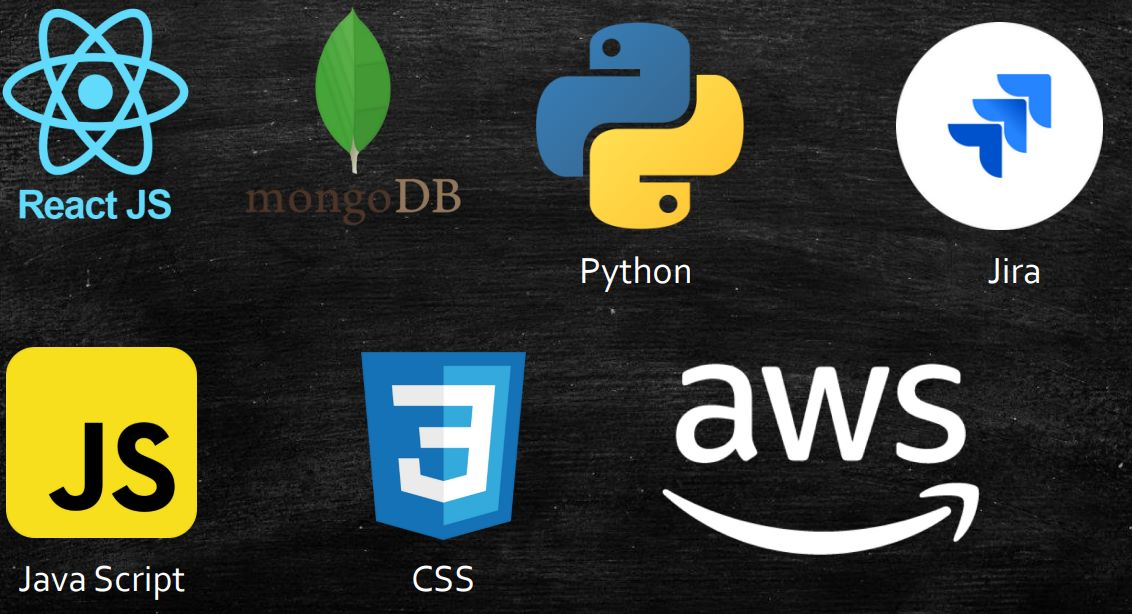 React JS
mongoDB
Python
Jira
JS
Java Script
3
CSS
aws